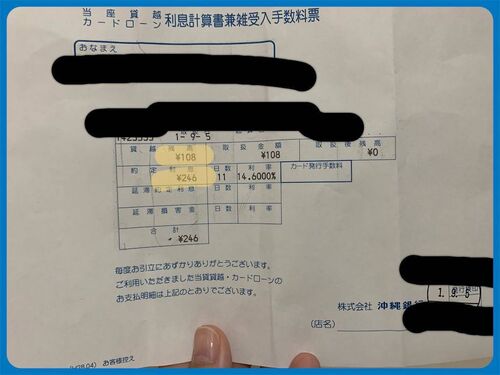 当座貸越
カードローン 利息計算書兼雑受入手数料票
おなまえ
1-9-5
貸越残高 取扱金額 取扱後残高
¥108 ¥108 ¥0
約定利息 日数 利率 カード発行手数料
¥246 11 14.6000%
延滞約定利息 日数 利率
延滞損害金 日数 利率
合計
¥246
毎度お引立にあずかりありがとうございます。
ご利用いただきました当貸貸越・カードローンの
お支払明細は上記のとおりでございます。
1.9.5
株式会社 沖縄銀行
(店名)
お客様控え